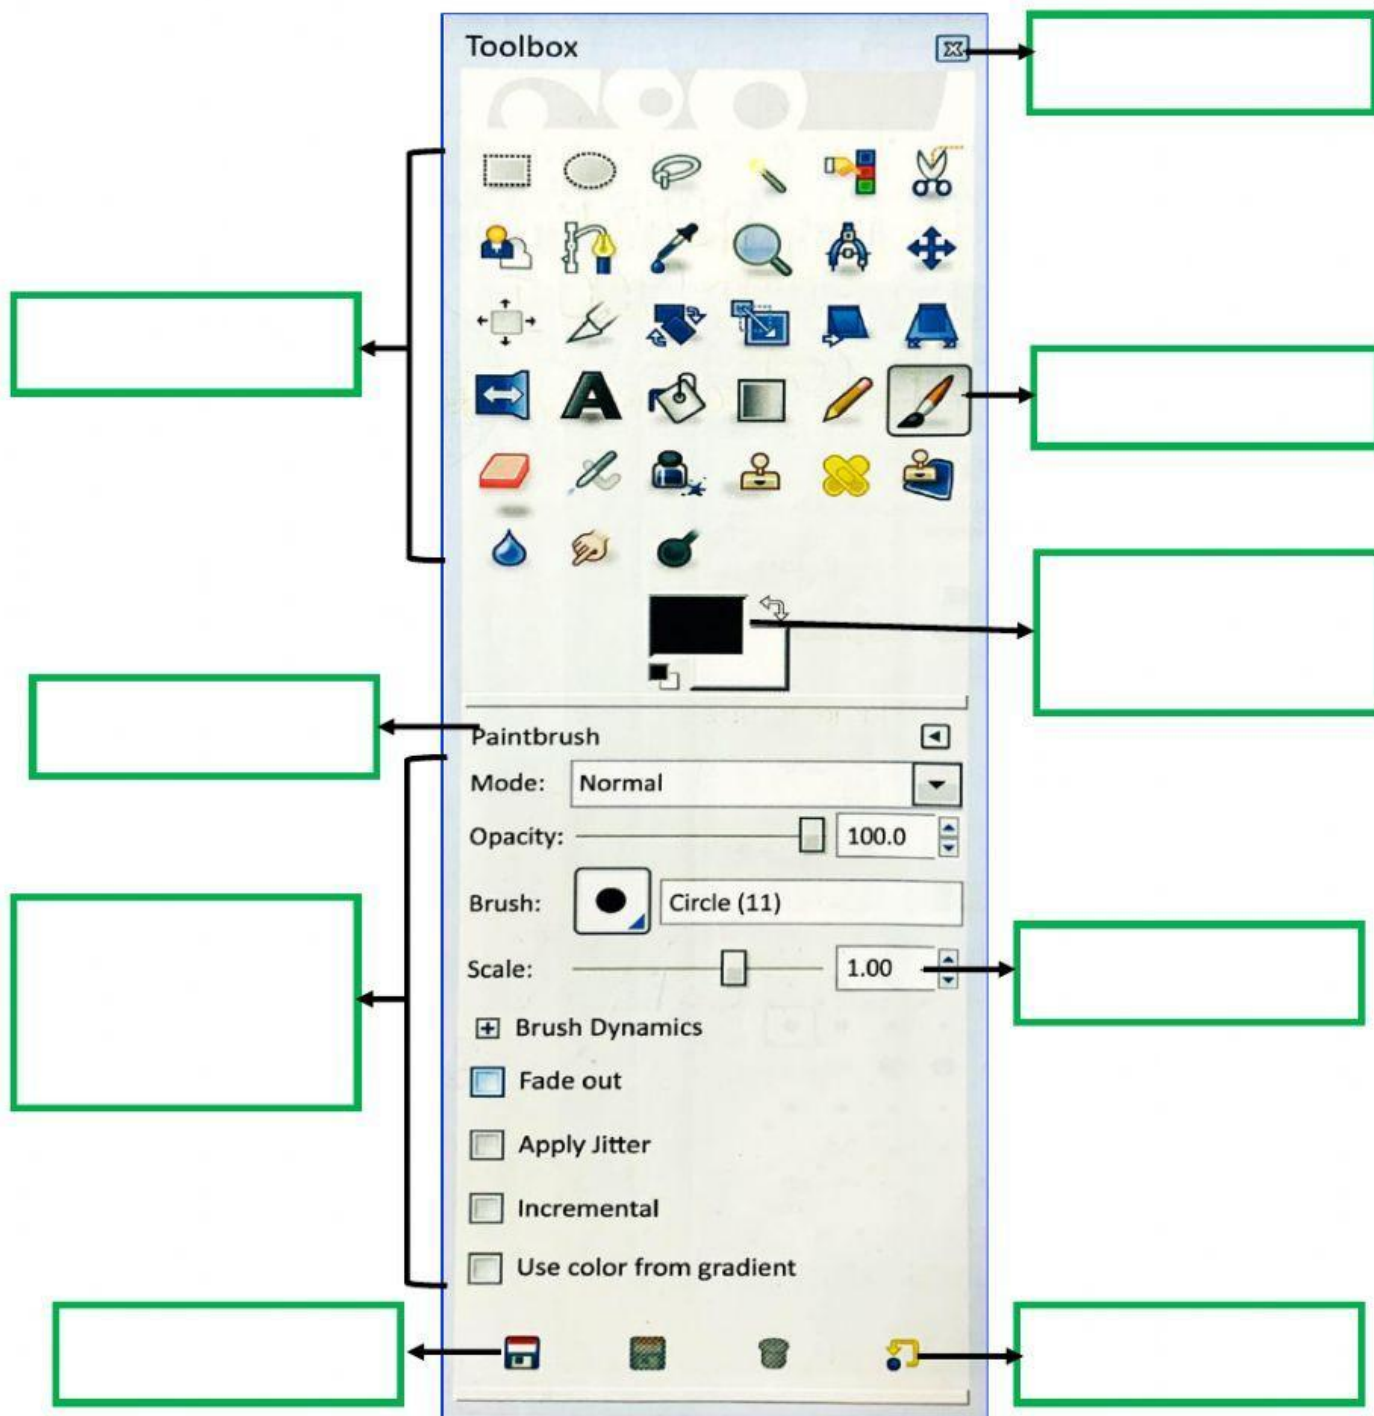 Toolbox
Paintbrush
Mode: Normal
Opacity: 100.0
Brush: Circle (11)
Scale: 1.00
Brush Dynamics
Fade out
Apply Jitter
Incremental
Use color from gradient